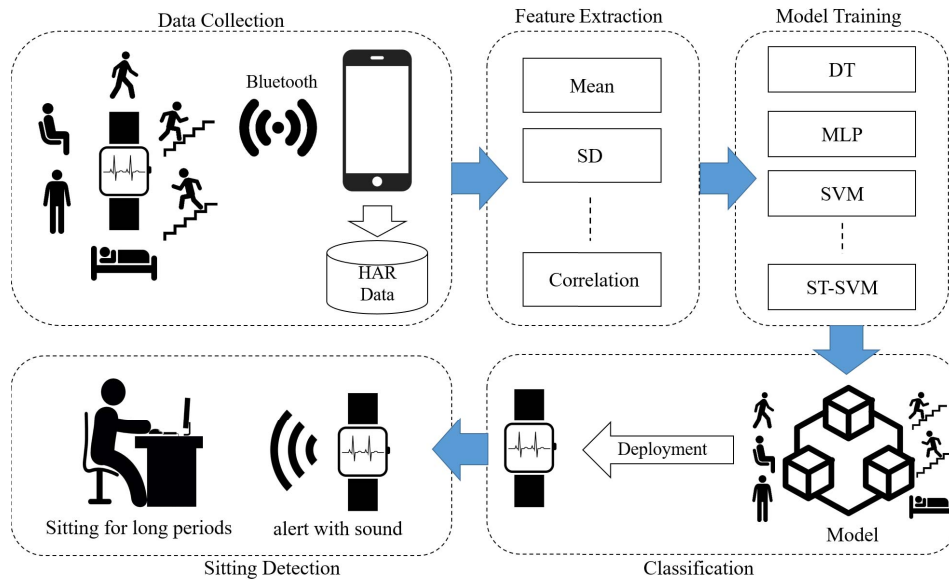 Data Collection
Feature Extraction
Model Training
Bluetooth
HAR
Data
Mean
SD
Correlation
DT
MLP
SVM
ST-SVM
Sitting for long periods
alert with sound
Deployment
Model
Sitting Detection
Classification